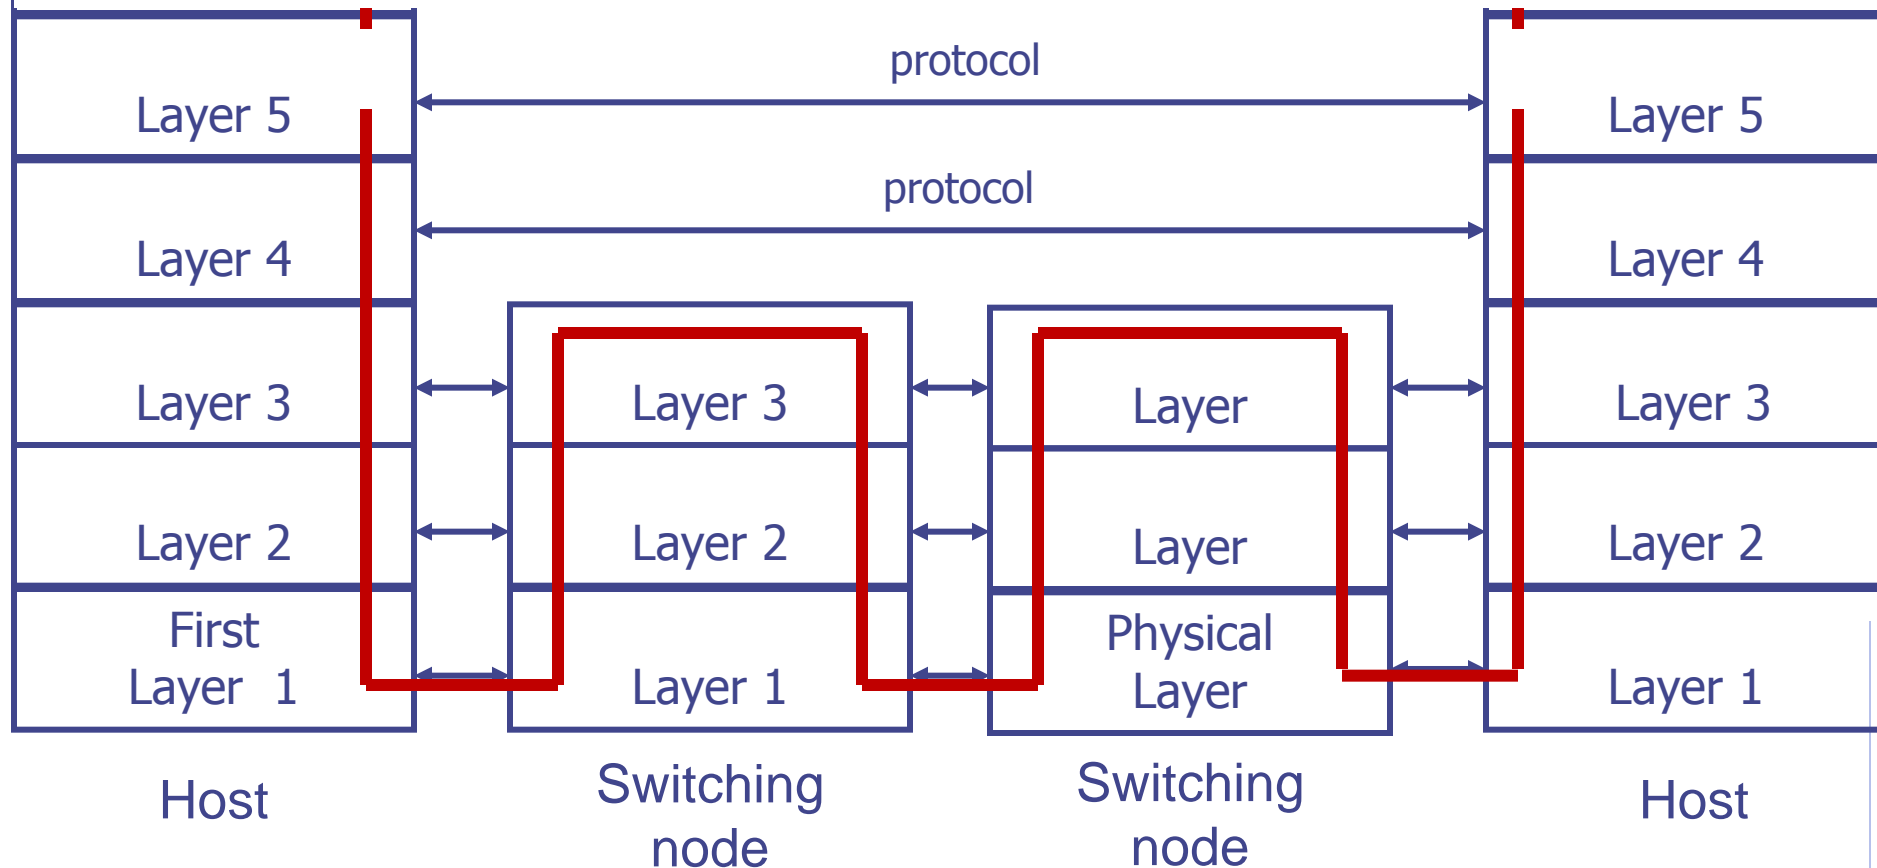 protocol
Layer 5
Layer 5
protocol
Layer 4
Layer 4
Layer 3
Layer 3
Layer
Layer 3
Layer 2
Layer 2
Layer
Layer 2
First
Layer 1
Layer 1
Physical
Layer
Layer 1
Host
Switching
node
Switching
node
Host